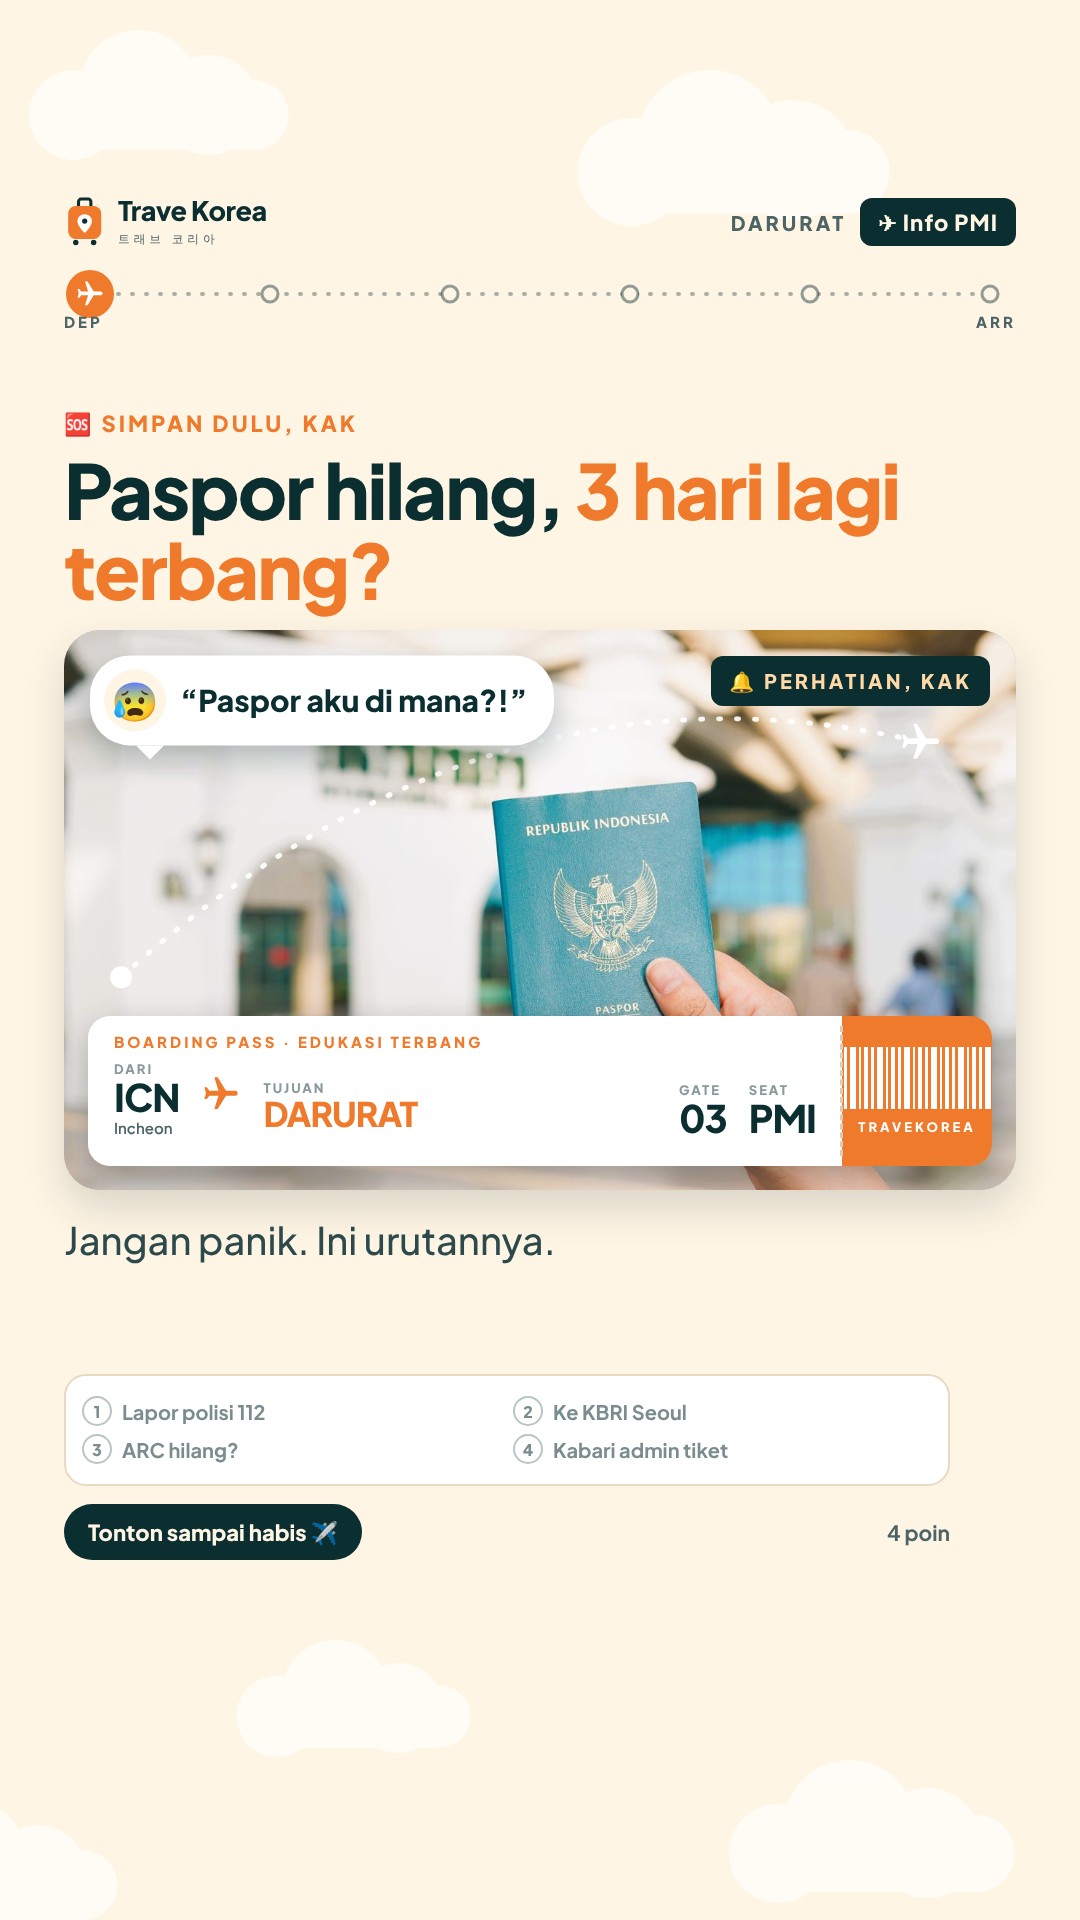 Trave Korea
트래브 코리아
DARURAT
✈ Info PMI
DEP
ARR
🆘 SIMPAN DULU, KAK
Paspor hilang, 3 hari lagi
terbang?
😰 “Paspor aku di mana?!”
🔔 PERHATIAN, KAK
REPUBLIK INDONESIA
PASPOR
BOARDING PASS · EDUKASI TERBANG
DARI
ICN
Incheon
TUJUAN
DARURAT
GATE
03
SEAT
PMI
TRAVEKOREA
Jangan panik. Ini urutannya.
1 Lapor polisi 112
2 Ke KBRI Seoul
3 ARC hilang?
4 Kabari admin tiket
Tonton sampai habis ✈️
4 poin